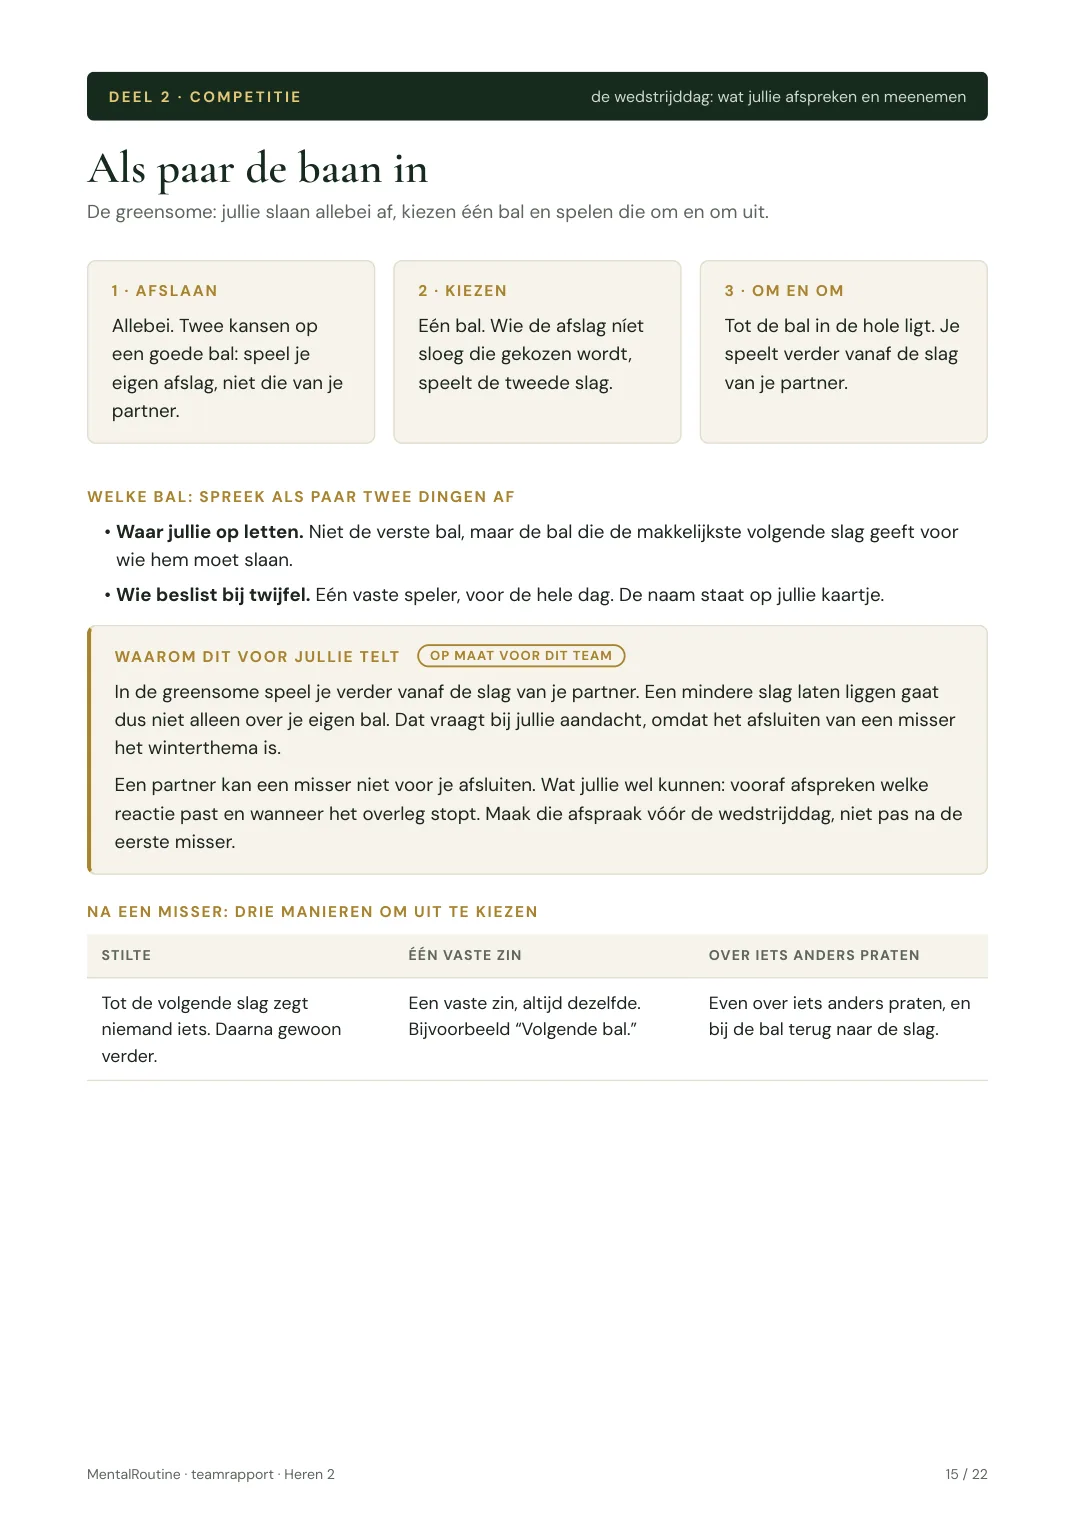 DEEL 2 · COMPETITIE
de wedstrijddag: wat jullie afspreken en meenemen
Als paar de baan in
De greensome: jullie slaan allebei af, kiezen één bal en spelen die om en om uit.
1 · AFSLAAN
Allebei. Twee kansen op
een goede bal: speel je
eigen afslag, niet die van je
partner.
2 · KIEZEN
Eén bal. Wie de afslag níet
sloeg die gekozen wordt,
speelt de tweede slag.
3 · OM EN OM
Tot de bal in de hole ligt. Je
speelt verder vanaf de slag
van je partner.
WELKE BAL: SPREEK ALS PAAR TWEE DINGEN AF
• Waar jullie op letten. Niet de verste bal, maar de bal die de makkelijkste volgende slag geeft voor
wie hem moet slaan.
• Wie beslist bij twijfel. Eén vaste speler, voor de hele dag. De naam staat op jullie kaartje.
WAAROM DIT VOOR JULLIE TELT
OP MAAT VOOR DIT TEAM
In de greensome speel je verder vanaf de slag van je partner. Een mindere slag laten liggen gaat
dus niet alleen over je eigen bal. Dat vraagt bij jullie aandacht, omdat het afsluiten van een misser
het winterthema is.
Een partner kan een misser niet voor je afsluiten. Wat jullie wel kunnen: vooraf afspreken welke
reactie past en wanneer het overleg stopt. Maak die afspraak vóór de wedstrijddag, niet pas na de
eerste misser.
NA EEN MISSER: DRIE MANIEREN OM UIT TE KIEZEN
STILTE
Tot de volgende slag zegt
niemand iets. Daarna gewoon
verder.
ÉÉN VASTE ZIN
Een vaste zin, altijd dezelfde.
Bijvoorbeeld “Volgende bal.”
OVER IETS ANDERS PRATEN
Even over iets anders praten, en
bij de bal terug naar de slag.
MentalRoutine · teamrapport · Heren 2
15 / 22